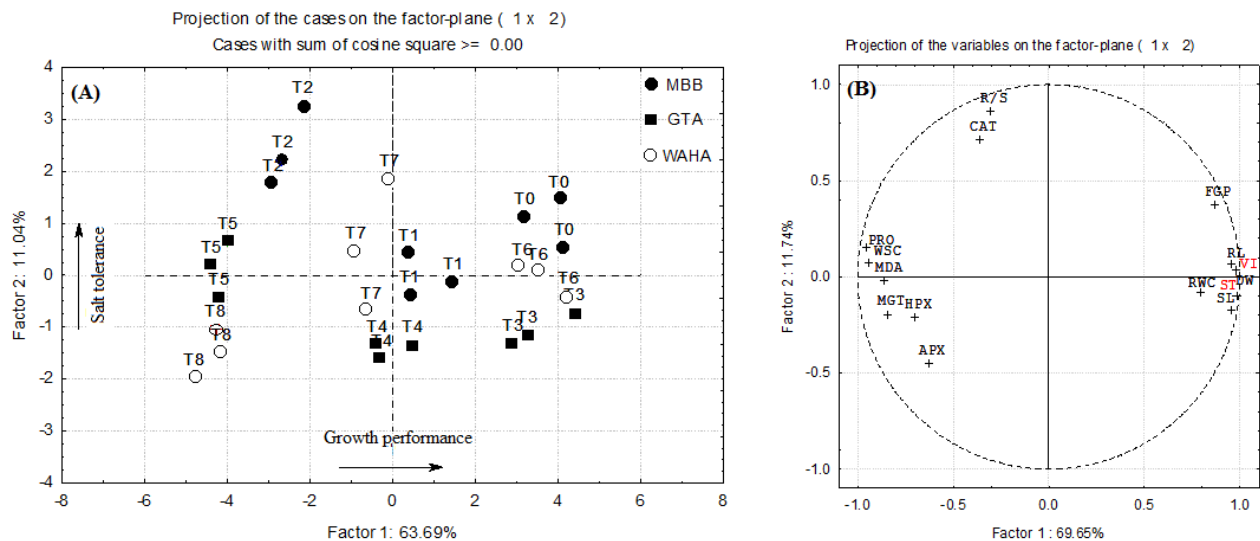 Projection of the cases on the factor-plane ( 1 x 2)
Cases with sum of cosine square >= 0.00
(A)
MBB
GTA
WAHA
T2
T2
T2
T7
T0
T0
T0
T5
T5
T5
T7
T7
T1
T1
T1
T6
T6
T6
T8
T8
T8
T4
T4
T4
T3
T3
T3
Salt tolerance
Growth performance
4
3
2
1
0
-1
-2
-3
-4
-8
-6
-4
-2
0
2
4
6
8
Factor 2: 11.04%
Factor 1: 63.69%
Projection of the variables on the factor-plane ( 1 x 2)
(B)
R/S
CAT
FGP
PRO
WSC
MDA
MGT HPX
APX
RL
VI
ST DW
RWC
SL
1.0
0.5
0.0
-0.5
-1.0
-1.0
-0.5
0.0
0.5
1.0
Factor 2 : 11.74%
Factor 1 : 69.65%